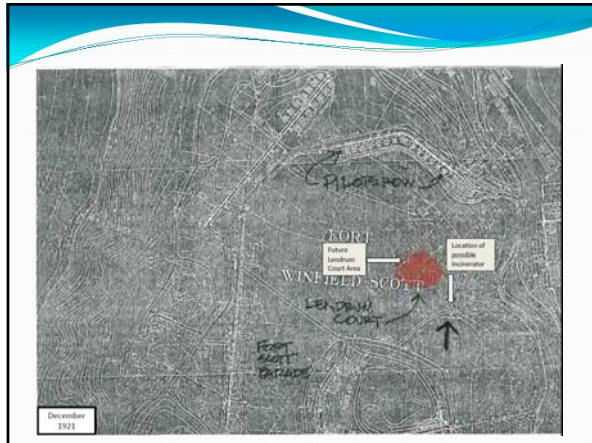 PILOTS ROW
FORT
WINFIELD SCOTT
Future
Lendrum
Court Area
Location of
possible
incinerator
LENDRUM
COURT
FORT
SCOTT
PARADE
December
1921